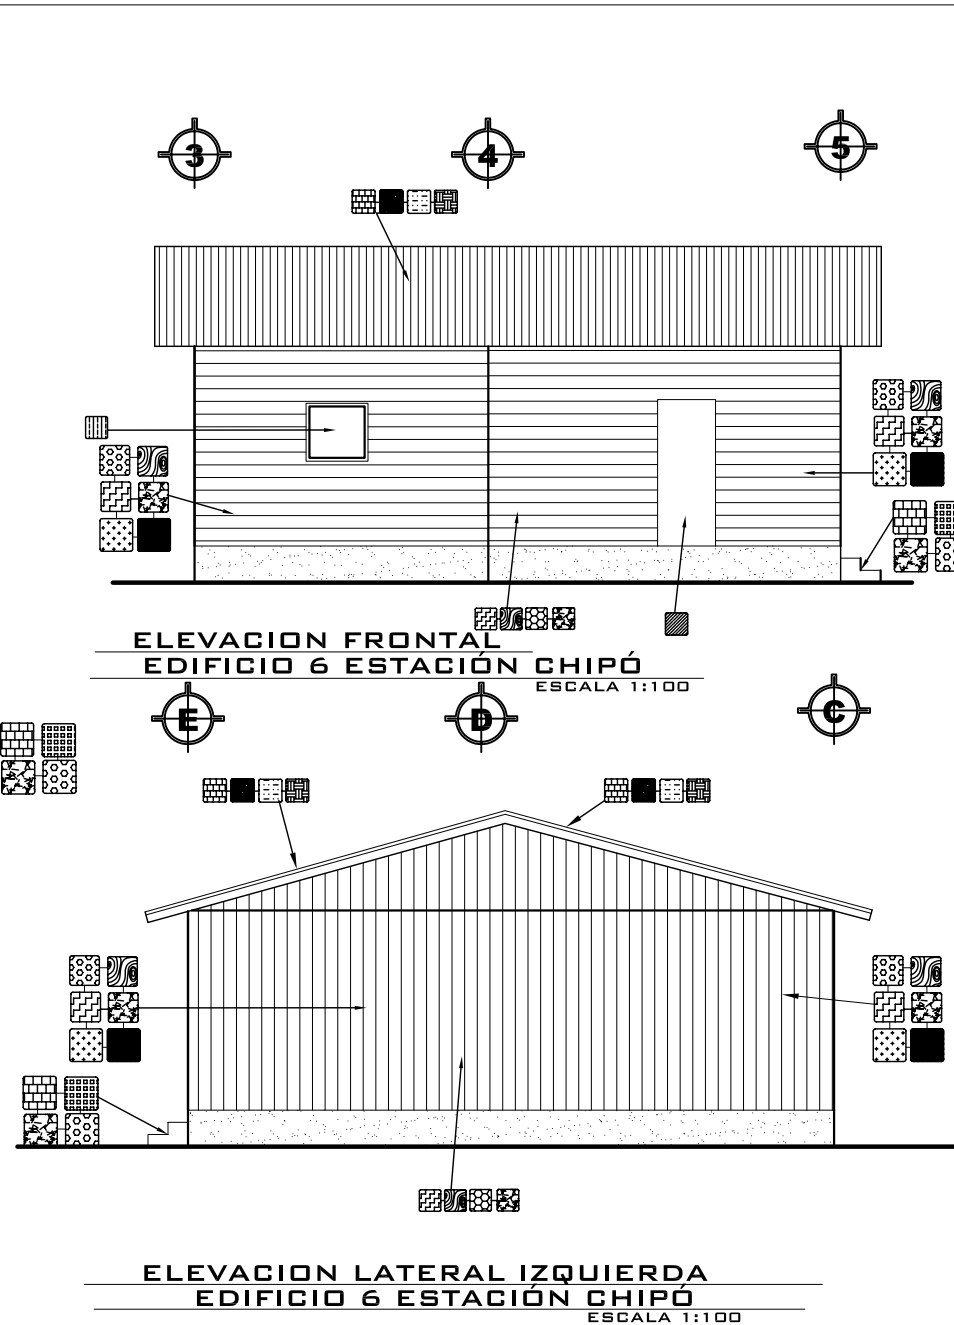 3 4 5
ELEVACION FRONTAL
EDIFICIO 6 ESTACIÓN CHIPÓ
ESCALA 1:100
E D C
ELEVACION LATERAL IZQUIERDA
EDIFICIO 6 ESTACIÓN CHIPÓ
ESCALA 1:100